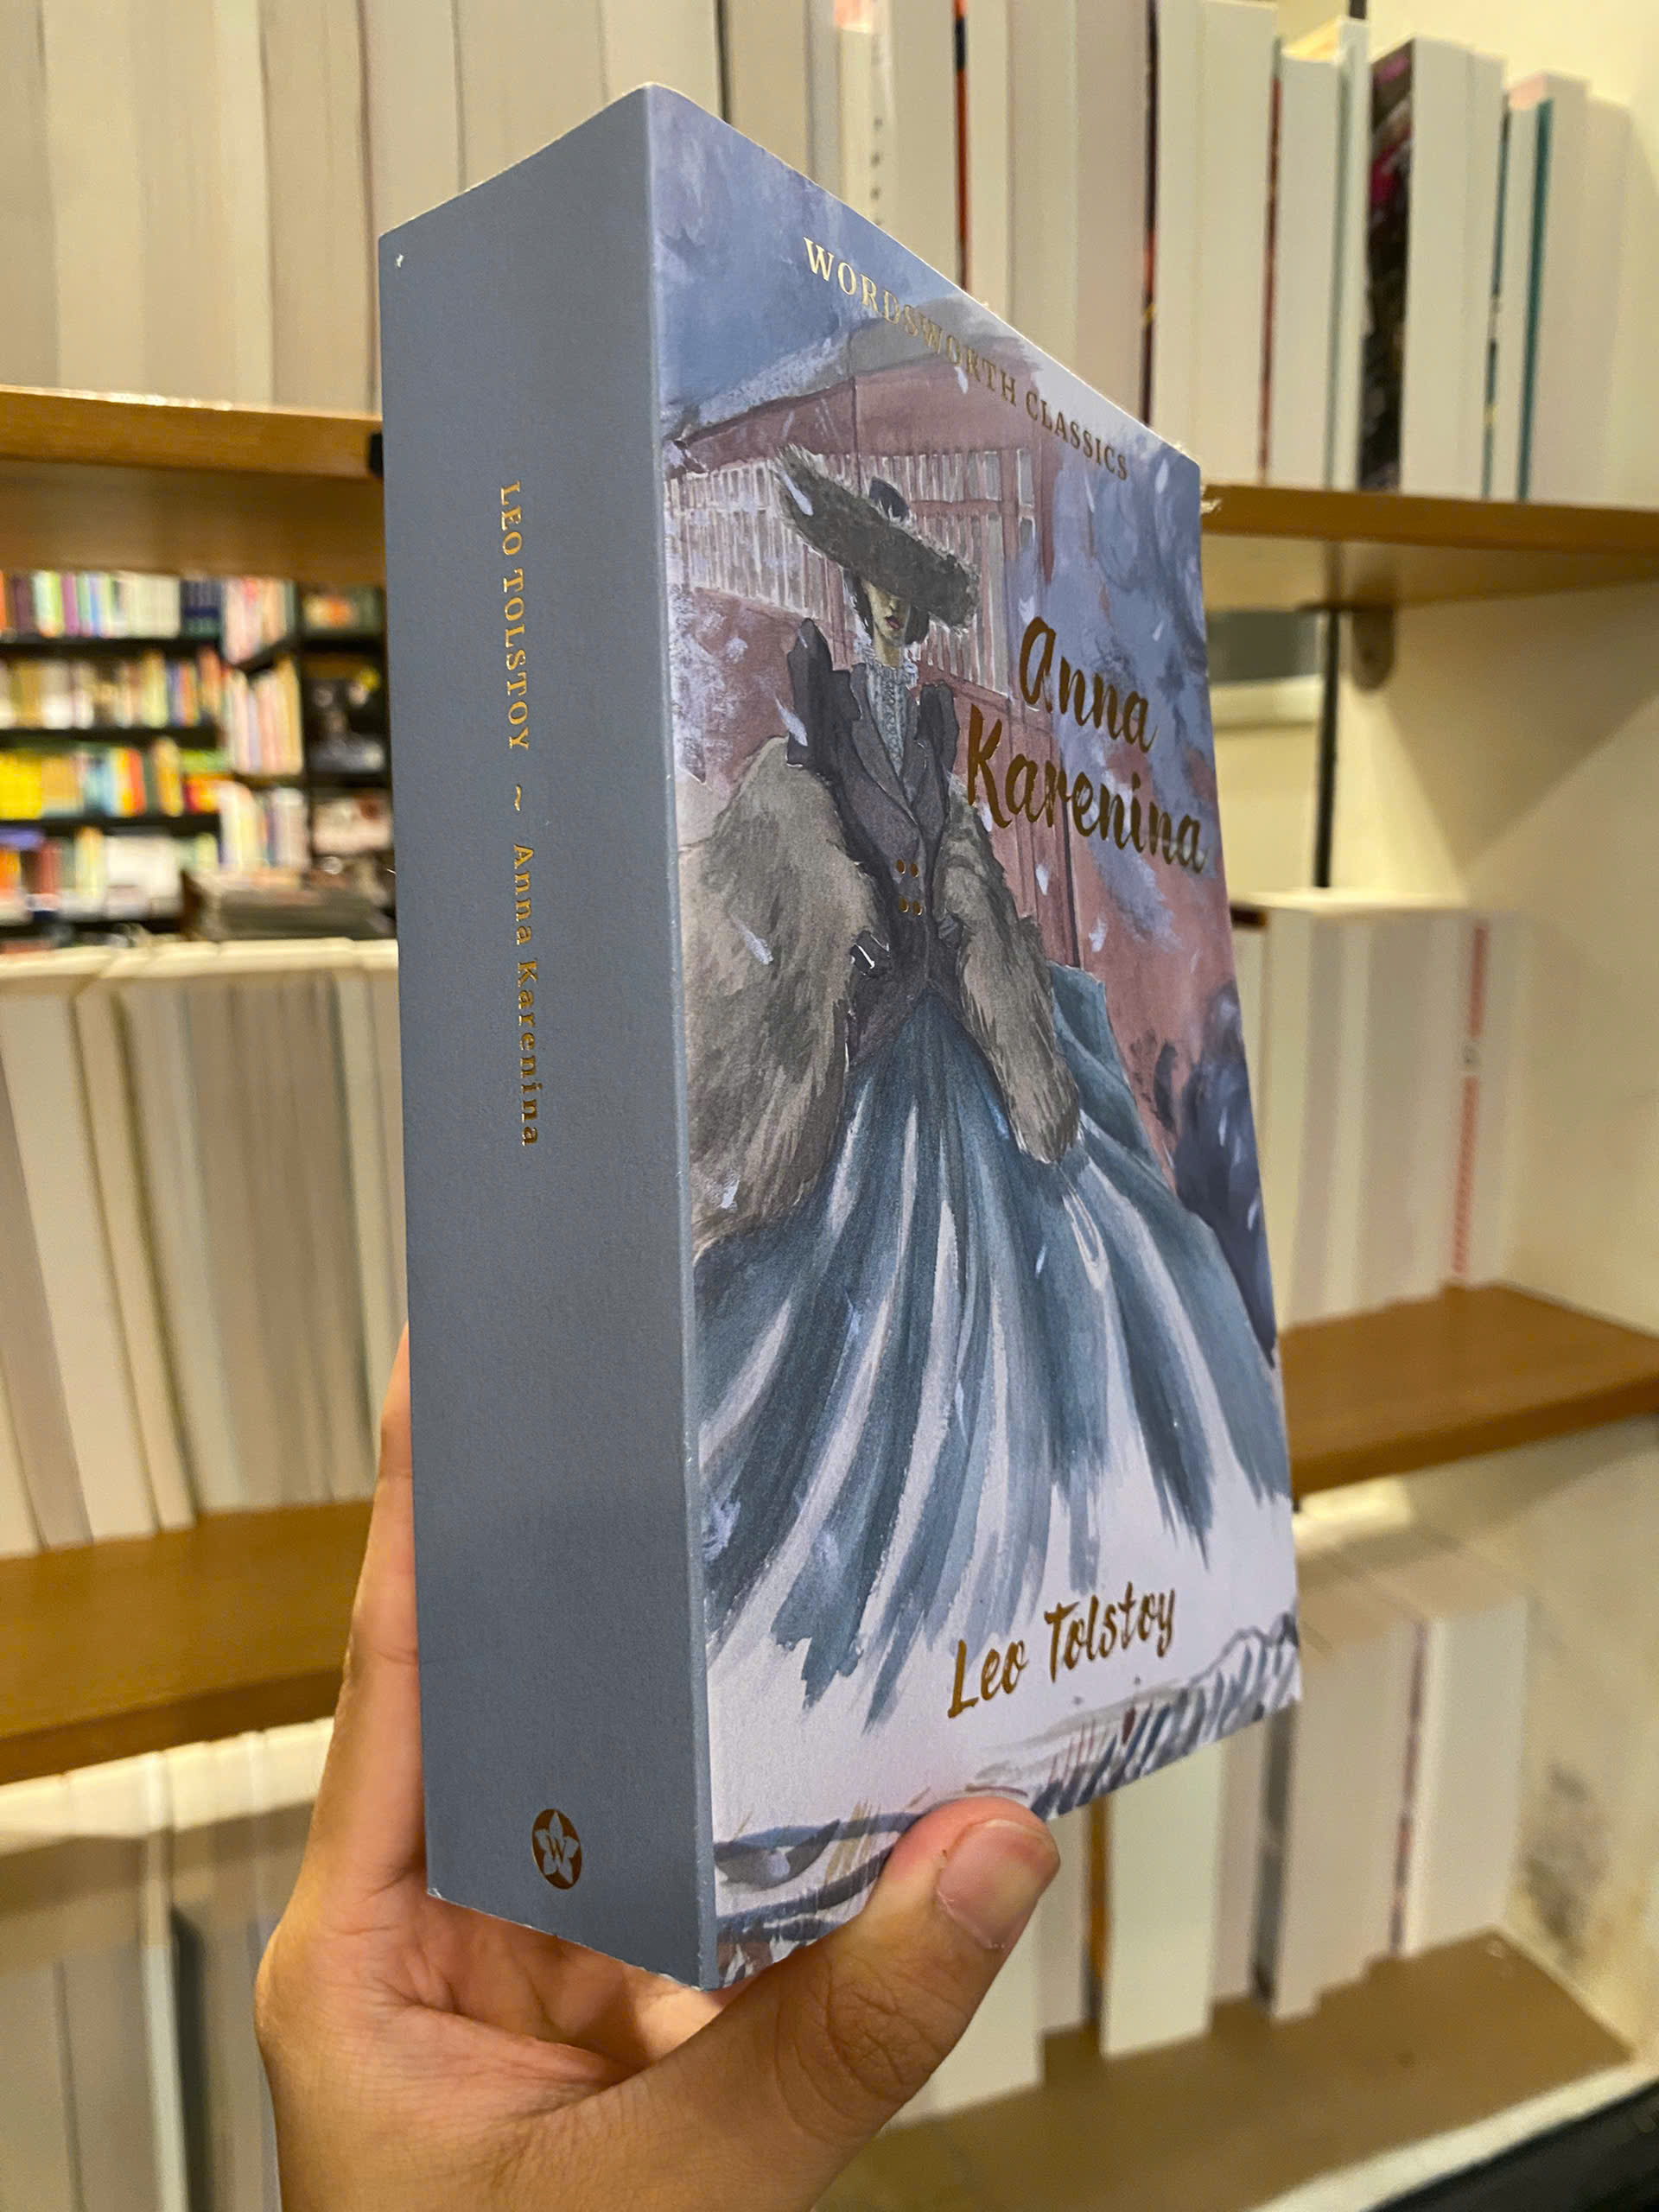 LEO TOLSTOY ~ Anna Karenina
W
WORDSWORTH CLASSICS
Anna
Karenina
Leo Tolstoy